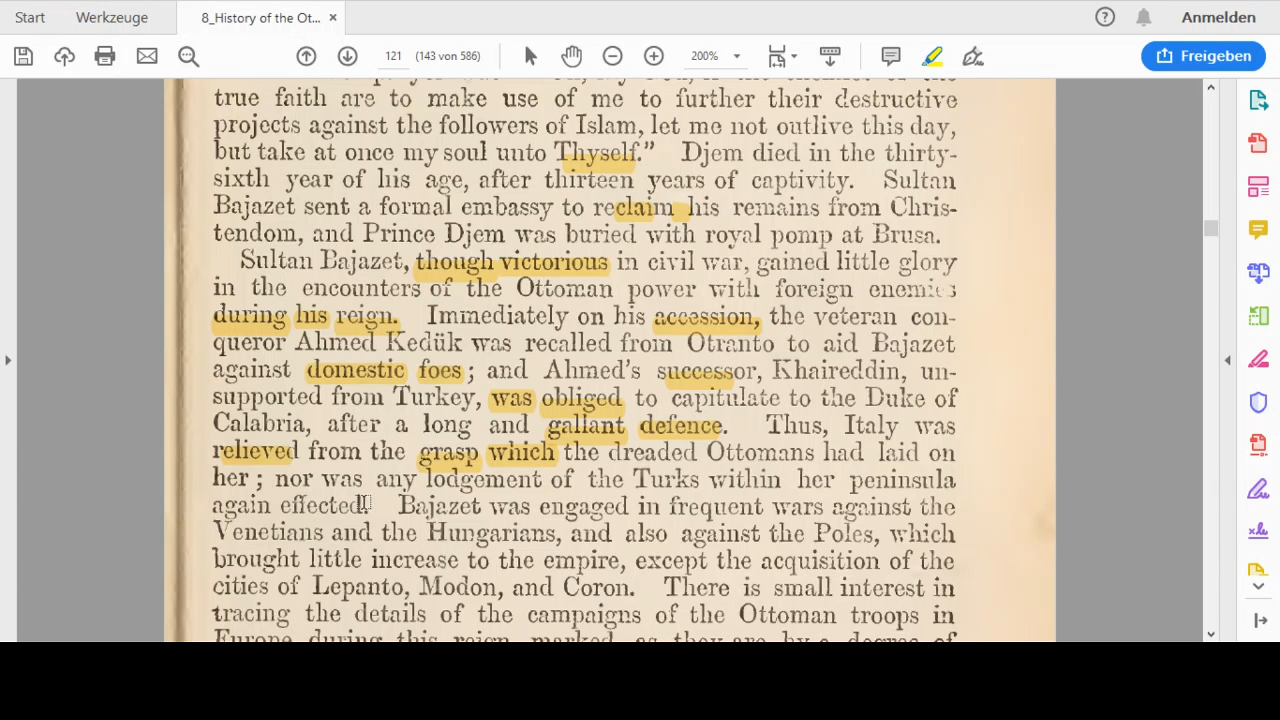 Start
Werkzeuge
8_History of the Ot...
Anmelden
121 (143 von 586)
200%
Freigeben
true faith are to make use of me to further their destructive
projects against the followers of Islam, let me not outlive this day,
but take at once my soul unto Thyself." Djem died in the thirty-
sixth year of his age, after thirteen years of captivity. Sultan
Bajazet sent a formal embassy to reclaim his remains from Chris-
tendom, and Prince Djem was buried with royal pomp at Brusa.
Sultan Bajazet, though victorious in civil war, gained little glory
in the encounters of the Ottoman power with foreign enemies
during his reign. Immediately on his accession, the veteran con-
queror Ahmed Kedük was recalled from Otranto to aid Bajazet
against domestic foes; and Ahmed's successor, Khaireddin, un-
supported from Turkey, was obliged to capitulate to the Duke of
Calabria, after a long and gallant defence. Thus, Italy was
relieved from the grasp which the dreaded Ottomans had laid on
her; nor was any lodgement of the Turks within her peninsula
again effected. Bajazet was engaged in frequent wars against the
Venetians and the Hungarians, and also against the Poles, which
brought little increase to the empire, except the acquisition of the
cities of Lepanto, Modon, and Coron. There is small interest in
tracing the details of the campaigns of the Ottoman troops in
Europe during this reign, marked, as they are by a degree of